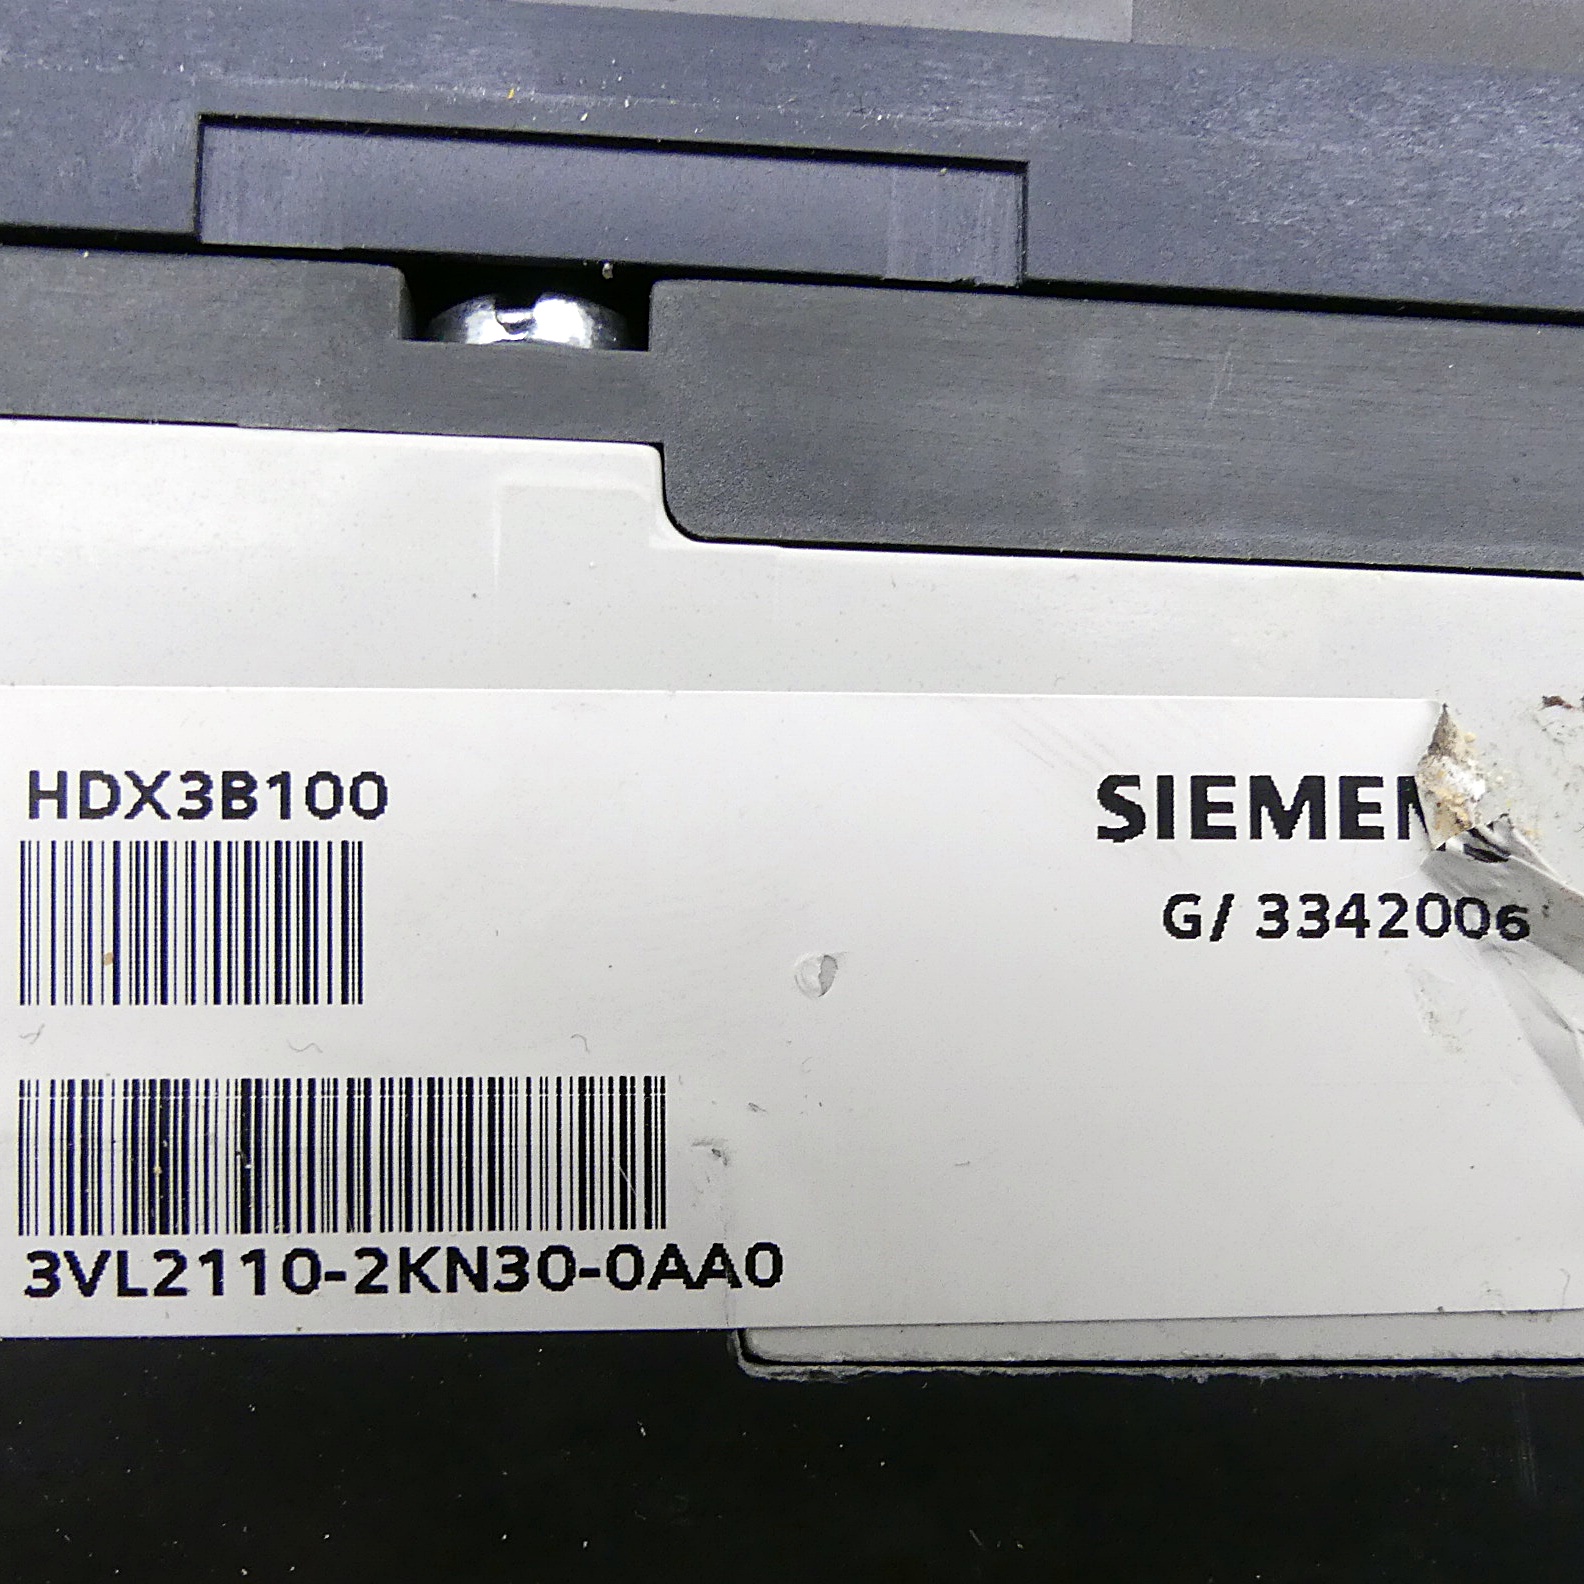 HDX3B100
SIEMEN
G/ 3342006
3VL2110-2KN30-0AA0